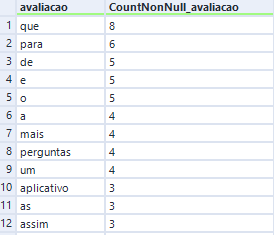 avaliacao CountNonNull_avaliacao
1 que 8
2 para 6
3 de 5
4 e 5
5 o 5
6 a 4
7 mais 4
8 perguntas 4
9 um 4
10 aplicativo 3
11 as 3
12 assim 3